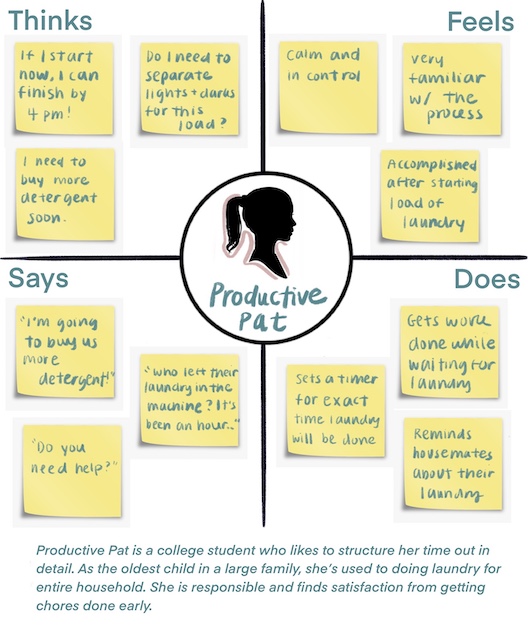 Thinks
If I start
now, I can
finish by
4 pm!
Do I need to
separate
lights + darks
for this
load?
I need to
buy more
detergent
soon.
Feels
Calm and
in control
very
familiar
w/ the
process
Accomplished
after starting
load of
laundry
Productive
Pat
Says
"I'm going
to buy us
more
detergent!"
"Who left their
laundry in the
machine? It's
been an hour..."
"Do you
need help?"
Does
Gets work
done while
waiting for
laundry
Sets a timer
for exact
time laundry
will be done
Reminds
housemates
about their
laundry
Productive Pat is a college student who likes to structure her time out in
detail. As the oldest child in a large family, she's used to doing laundry for
entire household. She is responsible and finds satisfaction from getting
chores done early.